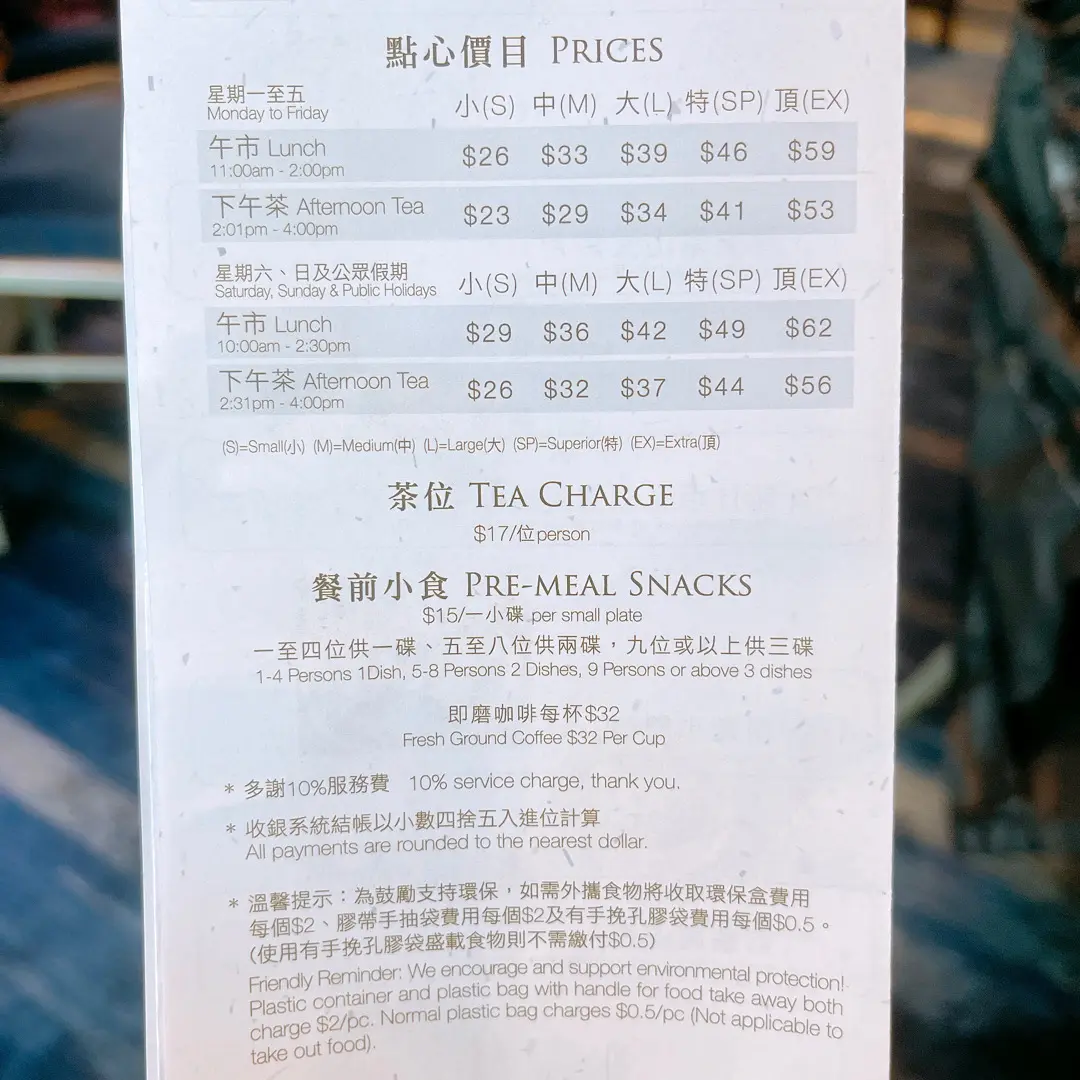 點心價目 PRICES
星期一至五
Monday to Friday
小(S) 中(M) 大(L) 特(SP) 頂(EX)
午市 Lunch
11:00am - 2:00pm
$26 $33 $39 $46 $59
下午茶 Afternoon Tea
2:01pm - 4:00pm
$23 $29 $34 $41 $53
星期六、日及公眾假期
Saturday, Sunday & Public Holidays
小(S) 中(M) 大(L) 特(SP) 頂(EX)
午市 Lunch
10:00am - 2:30pm
$29 $36 $42 $49 $62
下午茶 Afternoon Tea
2:31pm - 4:00pm
$26 $32 $37 $44 $56
(S)=Small(小) (M)=Medium(中) (L)=Large(大) (SP)=Superior(特) (EX)=Extra(頂)
茶位 TEA CHARGE
$17/位person
餐前小食 PRE-MEAL SNACKS
$15/一小碟 per small plate
一至四位供一碟、五至八位供兩碟，九位或以上供三碟
1-4 Persons 1Dish, 5-8 Persons 2 Dishes, 9 Persons or above 3 dishes
即磨咖啡每杯$32
Fresh Ground Coffee $32 Per Cup
* 多謝10%服務費 10% service charge, thank you.
* 收銀系統結帳以小數四捨五入進位計算
All payments are rounded to the nearest dollar.
* 溫馨提示：為鼓勵支持環保，如需外攜食物將收取環保盒費用
每個$2、膠帶手抽袋費用每個$2及有手挽孔膠袋費用每個$0.5。
(使用有手挽孔膠袋盛載食物則不需繳付$0.5)
Friendly Reminder: We encourage and support environmental protection!
Plastic container and plastic bag with handle for food take away both
charge $2/pc. Normal plastic bag charges $0.5/pc (Not applicable to
take out food).